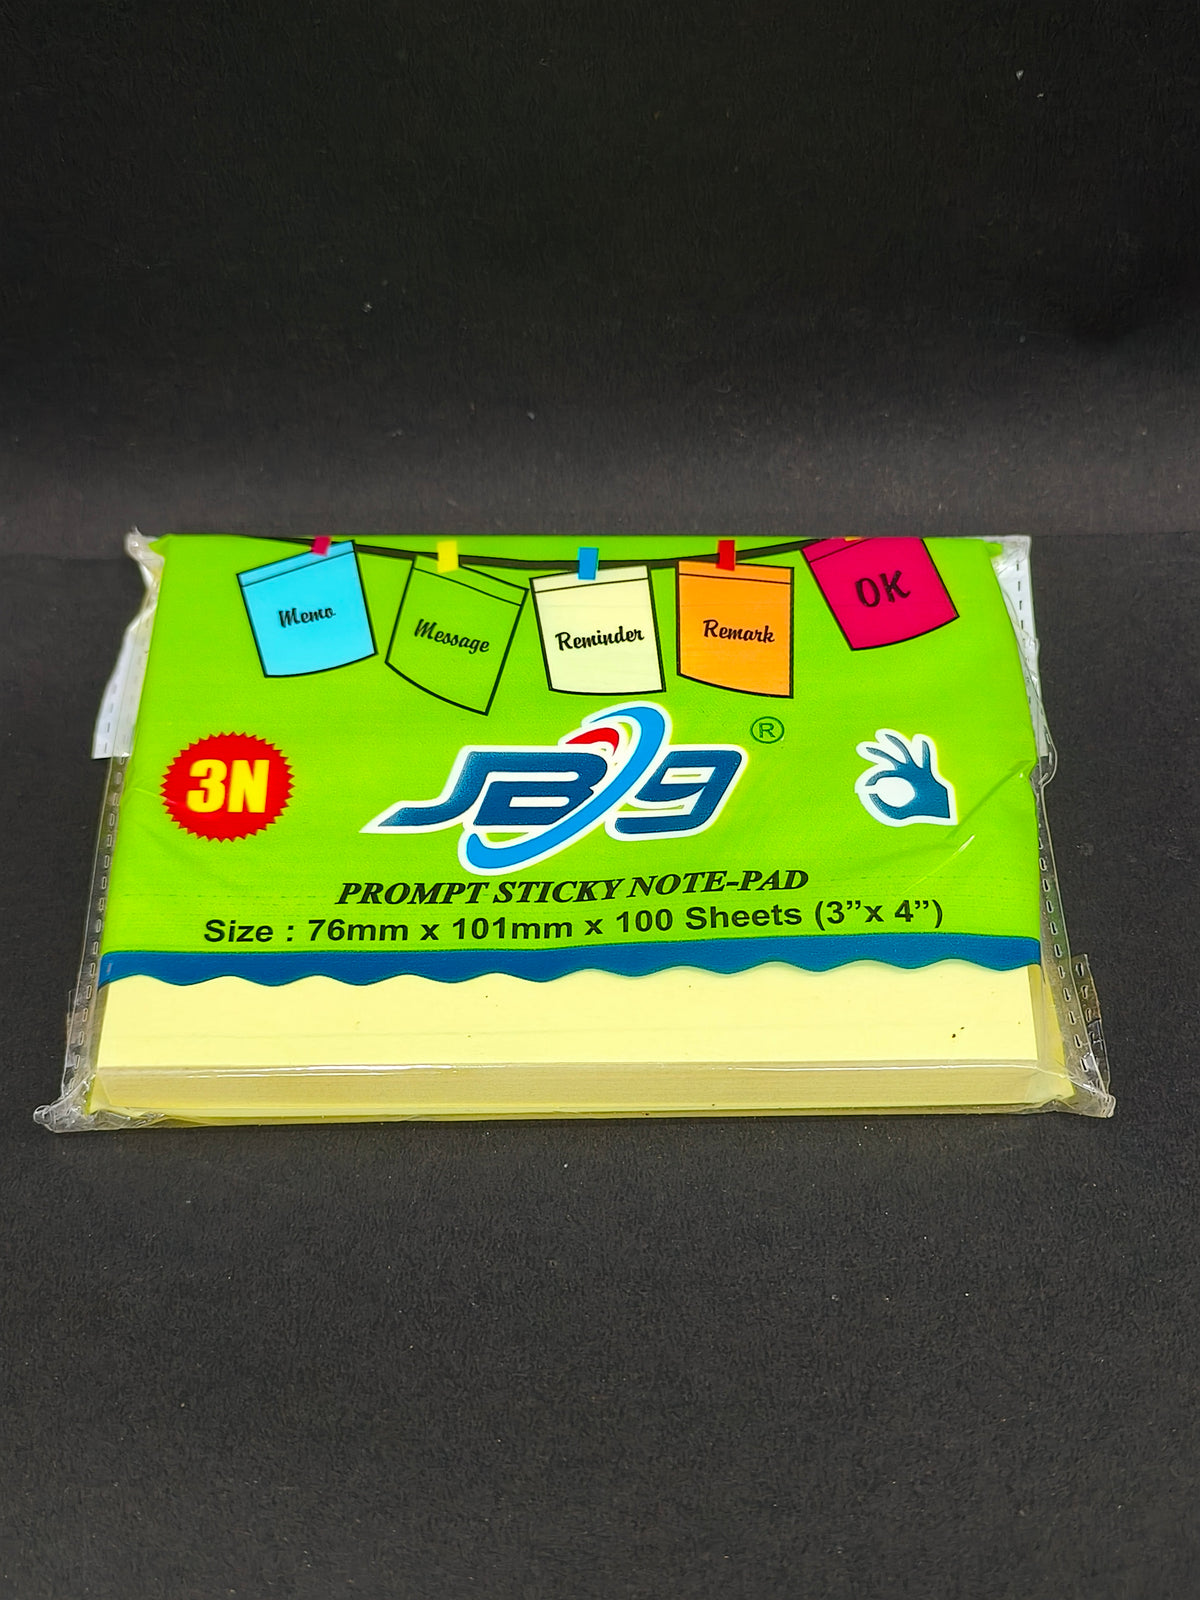 Memo
Message
Reminder
Remark
OK
3N
JB9
®
PROMPT STICKY NOTE-PAD
Size : 76mm x 101mm x 100 Sheets (3”x 4”)